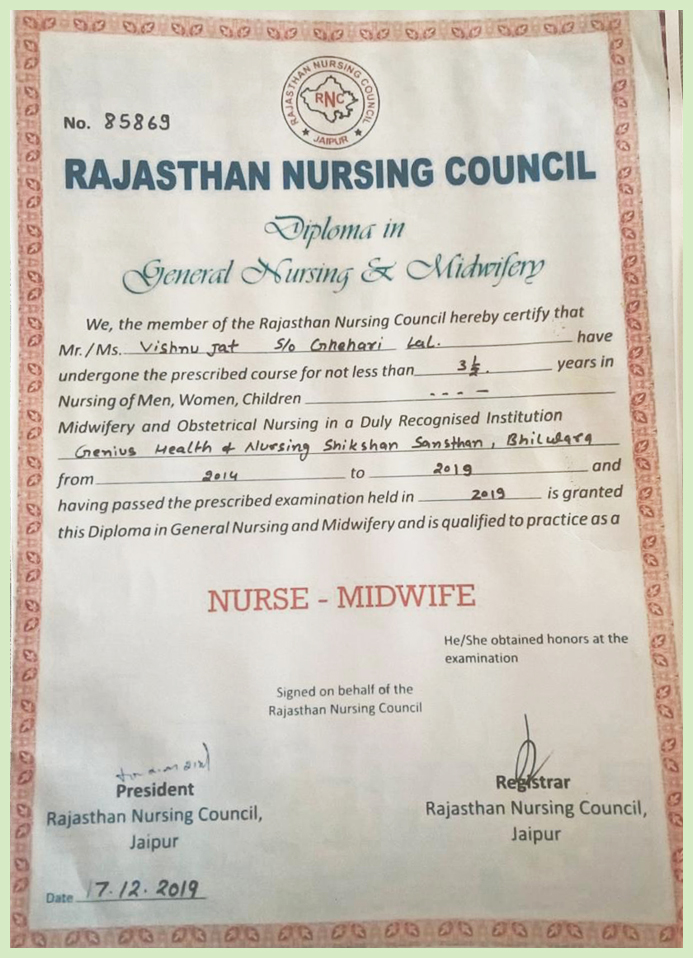 RAJASTHAN NURSING COUNCIL
RNC
JAIPUR
No. 85869
RAJASTHAN NURSING COUNCIL
Diploma in
General Nursing & Midwifery
We, the member of the Rajasthan Nursing Council hereby certify that
Mr./Ms. Vishnu Jat S/o Ghehari Lal. have
undergone the prescribed course for not less than 3½. years in
Nursing of Men, Women, Children - - - -
Midwifery and Obstetrical Nursing in a Duly Recognised Institution
Genius Health & Nursing Shikshan Sansthan, Bhilwara
from 2014 to 2019 and
having passed the prescribed examination held in 2019 is granted
this Diploma in General Nursing and Midwifery and is qualified to practice as a
NURSE - MIDWIFE
He/She obtained honors at the
examination
Signed on behalf of the
Rajasthan Nursing Council
President
Rajasthan Nursing Council,
Jaipur
Registrar
Rajasthan Nursing Council,
Jaipur
Date 17.12.2019